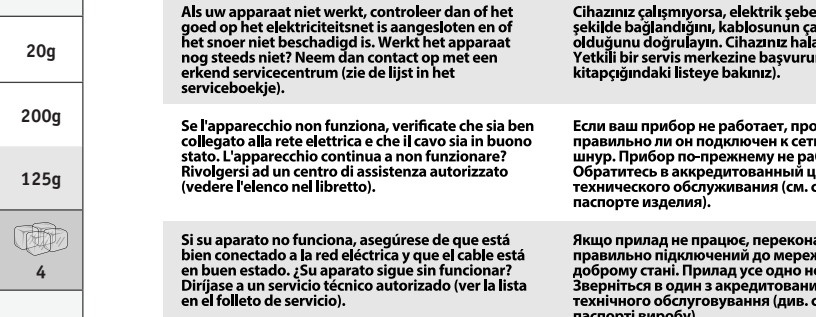 20g
200g
125g
4
Als uw apparaat niet werkt, controleer dan of het
goed op het elektriciteitsnet is aangesloten en of
het snoer niet beschadigd is. Werkt het apparaat
nog steeds niet? Neem dan contact op met een
erkend servicecentrum (zie de lijst in het
serviceboekje).
Se l'apparecchio non funziona, verificate che sia ben
collegato alla rete elettrica e che il cavo sia in buono
stato. L'apparecchio continua a non funzionare?
Rivolgersi ad un centro di assistenza autorizzato
(vedere l'elenco nel libretto).
Si su aparato no funciona, asegúrese de que está
bien conectado a la red eléctrica y que el cable está
en buen estado. ¿Su aparato sigue sin funcionar?
Diríjase a un servicio técnico autorizado (ver la lista
en el folleto de servicio).
Cihazınız çalışmıyorsa, elektrik
şekilde bağlandığını, kablosunun
olduğunu doğrulayın. Cihazınız
Yetkili bir servis merkezine
kitapçığındaki listeye bakınız).
Если ваш прибор не работает,
правильно ли он подключен к
шнур. Прибор по-прежнему не
Обратитесь в аккредитованный
технического обслуживания (см.
паспорте изделия).
Якщо прилад не працює,
правильно підключений до
доброму стані. Прилад усе одно
Зверніться в один з
технічного обслуговування (див.
паспорті виробу).